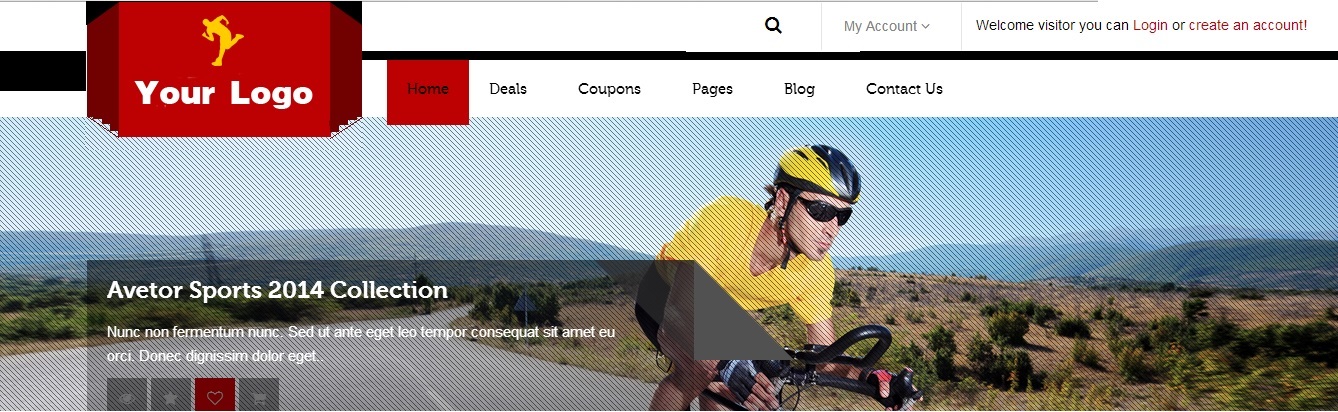 My Account
Welcome visitor you can Login or create an account!
Your Logo
Home
Deals
Coupons
Pages
Blog
Contact Us
Avetor Sports 2014 Collection
Nunc non fermentum nunc. Sed ut ante eget leo tempor consequat sit amet eu
orci. Donec dignissim dolor eget..